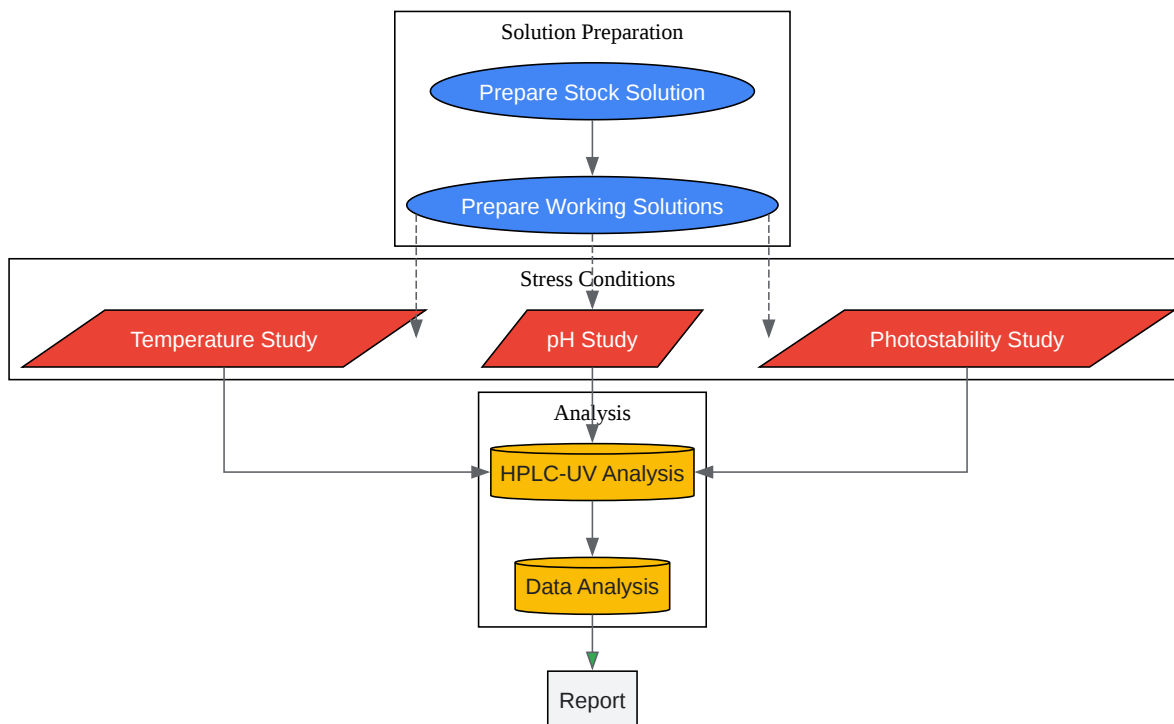 Solution Preparation
Prepare Stock Solution
Prepare Working Solutions
Stress Conditions
Temperature Study
pH Study
Photostability Study
Analysis
HPLC-UV Analysis
Data Analysis
Report